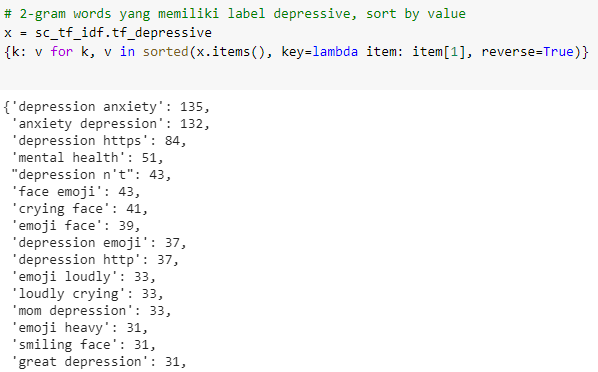 # 2-gram words yang memiliki label depressive, sort by value
x = sc_tf_idf.tf_depressive
{k: v for k, v in sorted(x.items(), key=lambda item: item[1], reverse=True)}
{'depression anxiety': 135,
'anxiety depression': 132,
'depression https': 84,
'mental health': 51,
"depression n't": 43,
'face emoji': 43,
'crying face': 41,
'emoji face': 39,
'depression emoji': 37,
'depression http': 37,
'emoji loudly': 33,
'loudly crying': 33,
'mom depression': 33,
'emoji heavy': 31,
'smiling face': 31,
'great depression': 31,